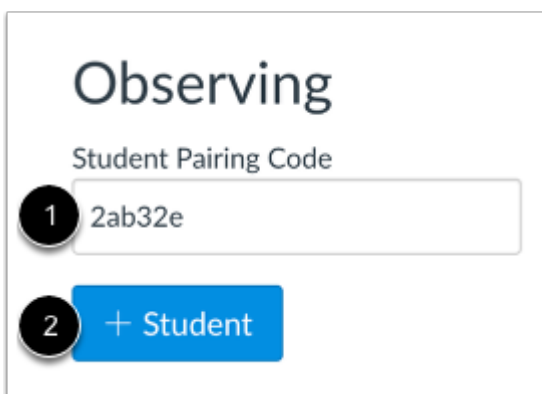 Observing
Student Pairing Code
1 2ab32e
2 + Student